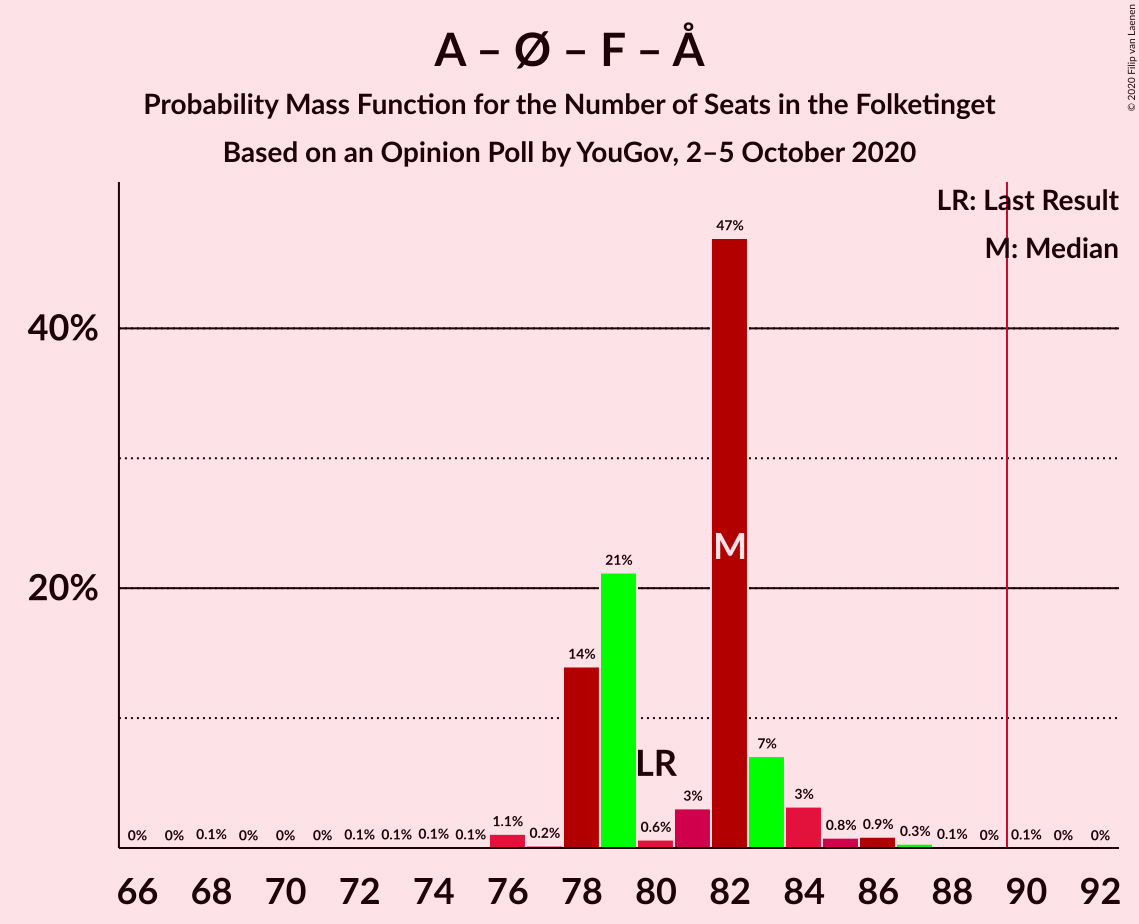 A – Ø – F – Å
Probability Mass Function for the Number of Seats in the Folketinget
Based on an Opinion Poll by YouGov, 2–5 October 2020
© 2020 Filip van Laenen
LR: Last Result
M: Median
47%
40%
M
21%
20%
14%
LR
7%
0% 0% 0.1% 0% 0% 0% 0.1% 0.1% 0.1% 0.1% 1.1% 0.2% 0.6% 3% 3% 0.8% 0.9% 0.3% 0.1% 0% 0.1% 0% 0%
66 68 70 72 74 76 78 80 82 84 86 88 90 92